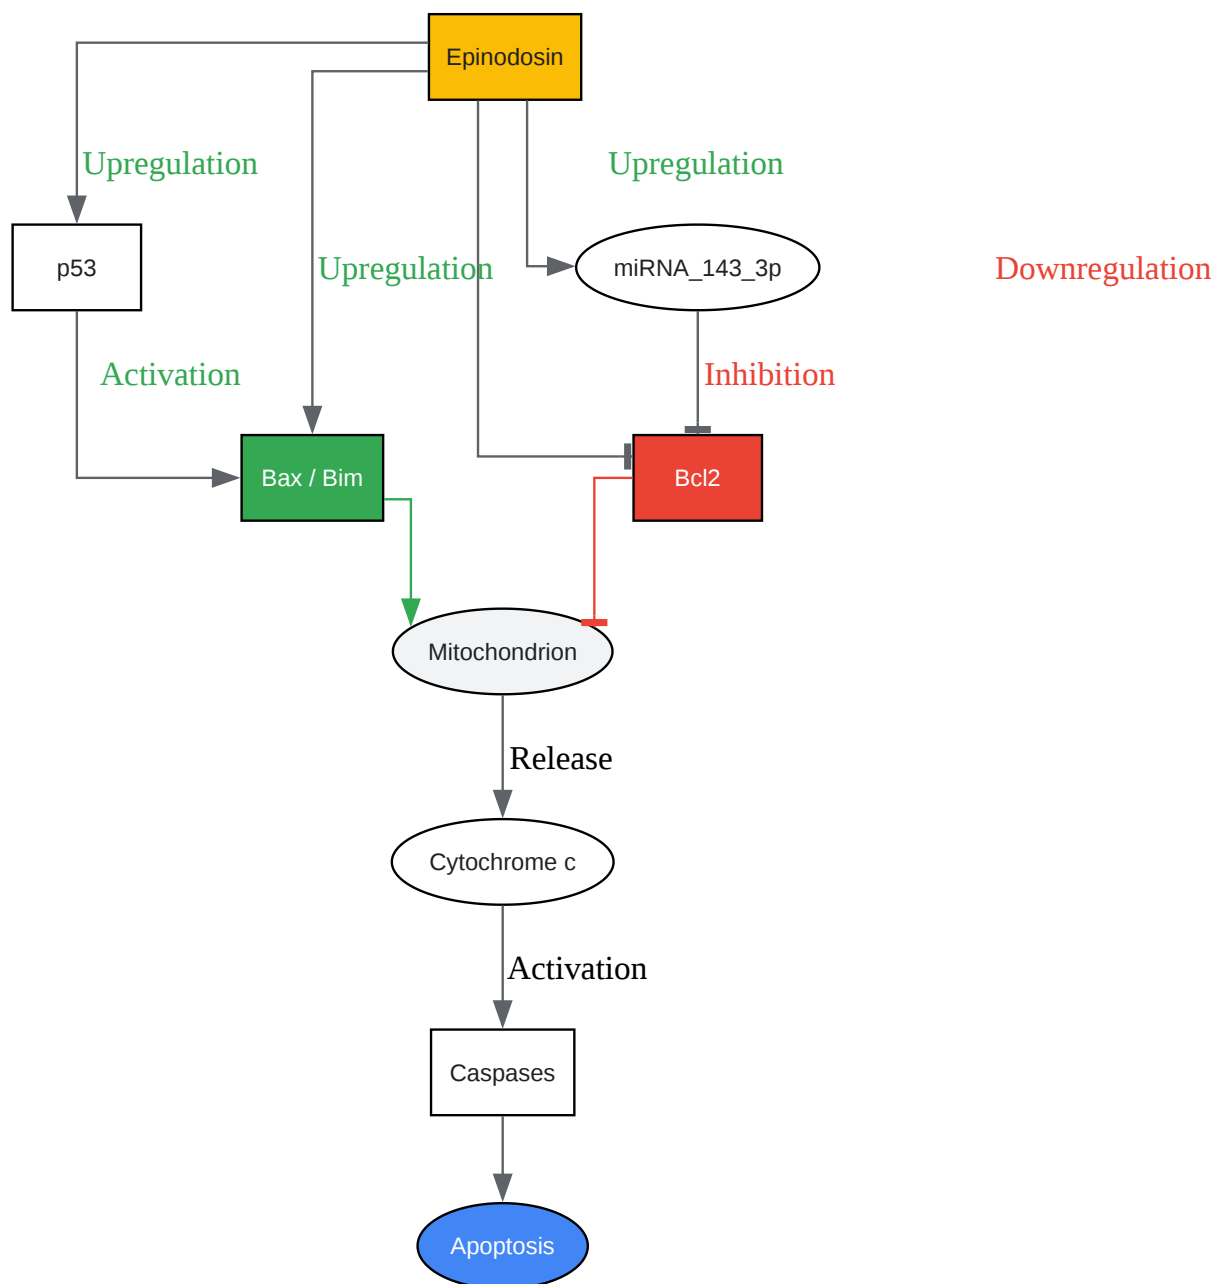 Epinodosin
Upregulation
Upregulation
p53
Upregulation
miRNA_143_3p
Downregulation
Activation
Inhibition
Bax / Bim
Bcl2
Mitochondrion
Release
Cytochrome c
Activation
Caspases
Apoptosis